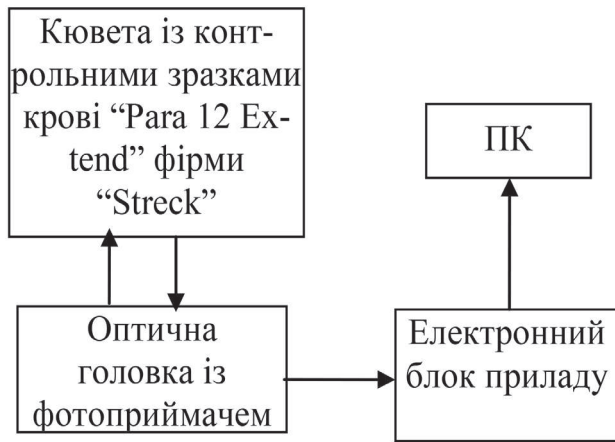 Кювета із конт-
рольними зразками
крові “Para 12 Ex-
tend” фірми
“Streck”
ПК
Оптична
головка із
фотоприймачем
Електронний
блок приладу